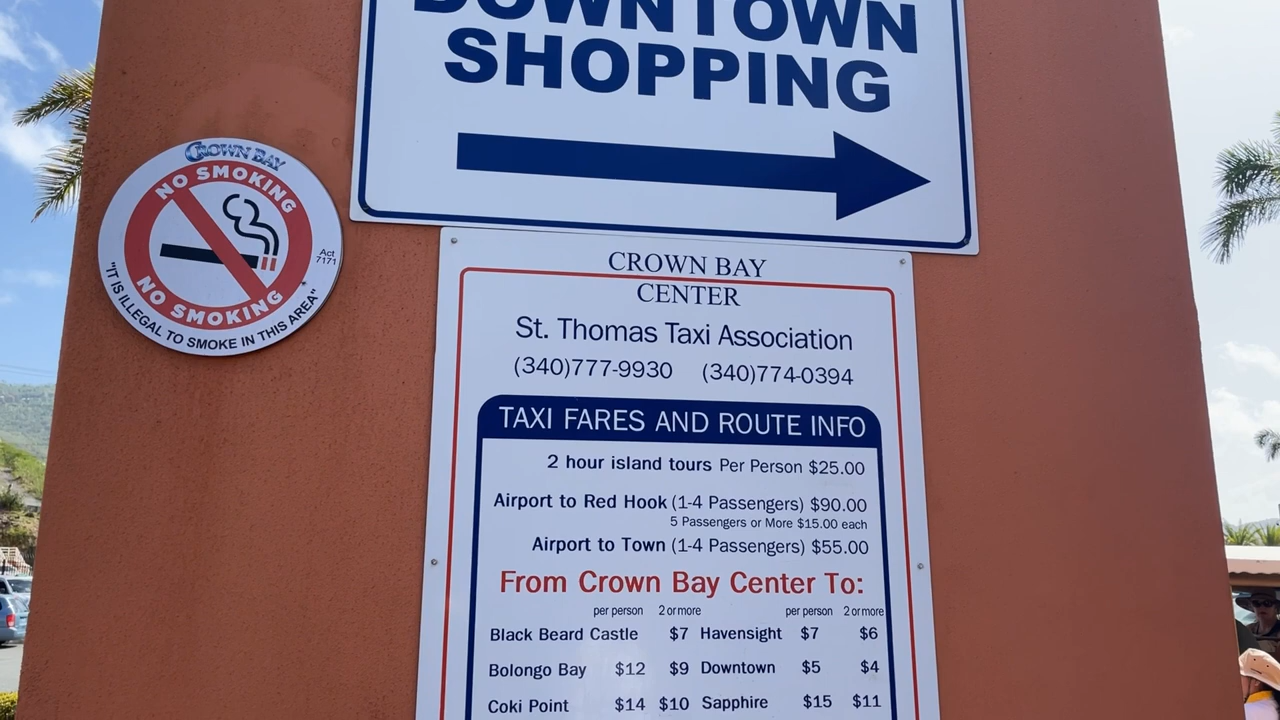 DOWNTOWN
SHOPPING
CROWN BAY
NO SMOKING
Act
7171
NO SMOKING
"IT IS ILLEGAL TO SMOKE IN THIS AREA"
CROWN BAY
CENTER
St. Thomas Taxi Association
(340)777-9930 (340)774-0394
TAXI FARES AND ROUTE INFO
2 hour island tours Per Person $25.00
Airport to Red Hook (1-4 Passengers) $90.00
5 Passengers or More $15.00 each
Airport to Town (1-4 Passengers) $55.00
From Crown Bay Center To:
per person 2 or more per person 2 or more
Black Beard Castle $7 Havensight $7 $6
Bolongo Bay $12 $9 Downtown $5 $4
Coki Point $14 $10 Sapphire $15 $11